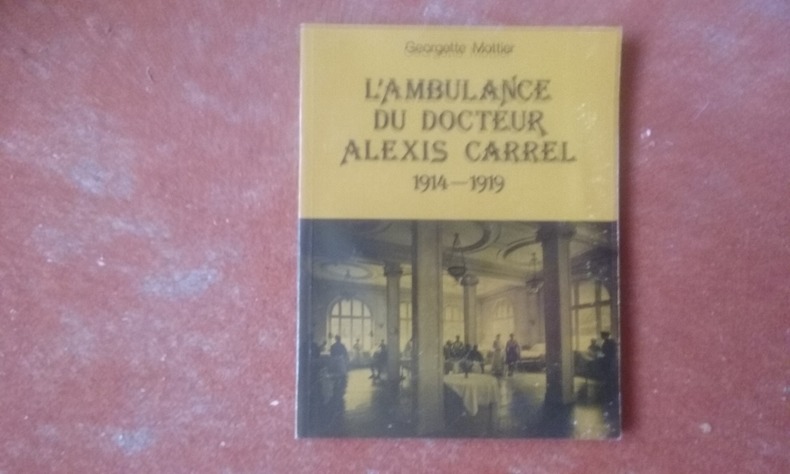 Georgette Mottier
L'AMBULANCE
DU DOCTEUR
ALEXIS CARREL
1914—1919